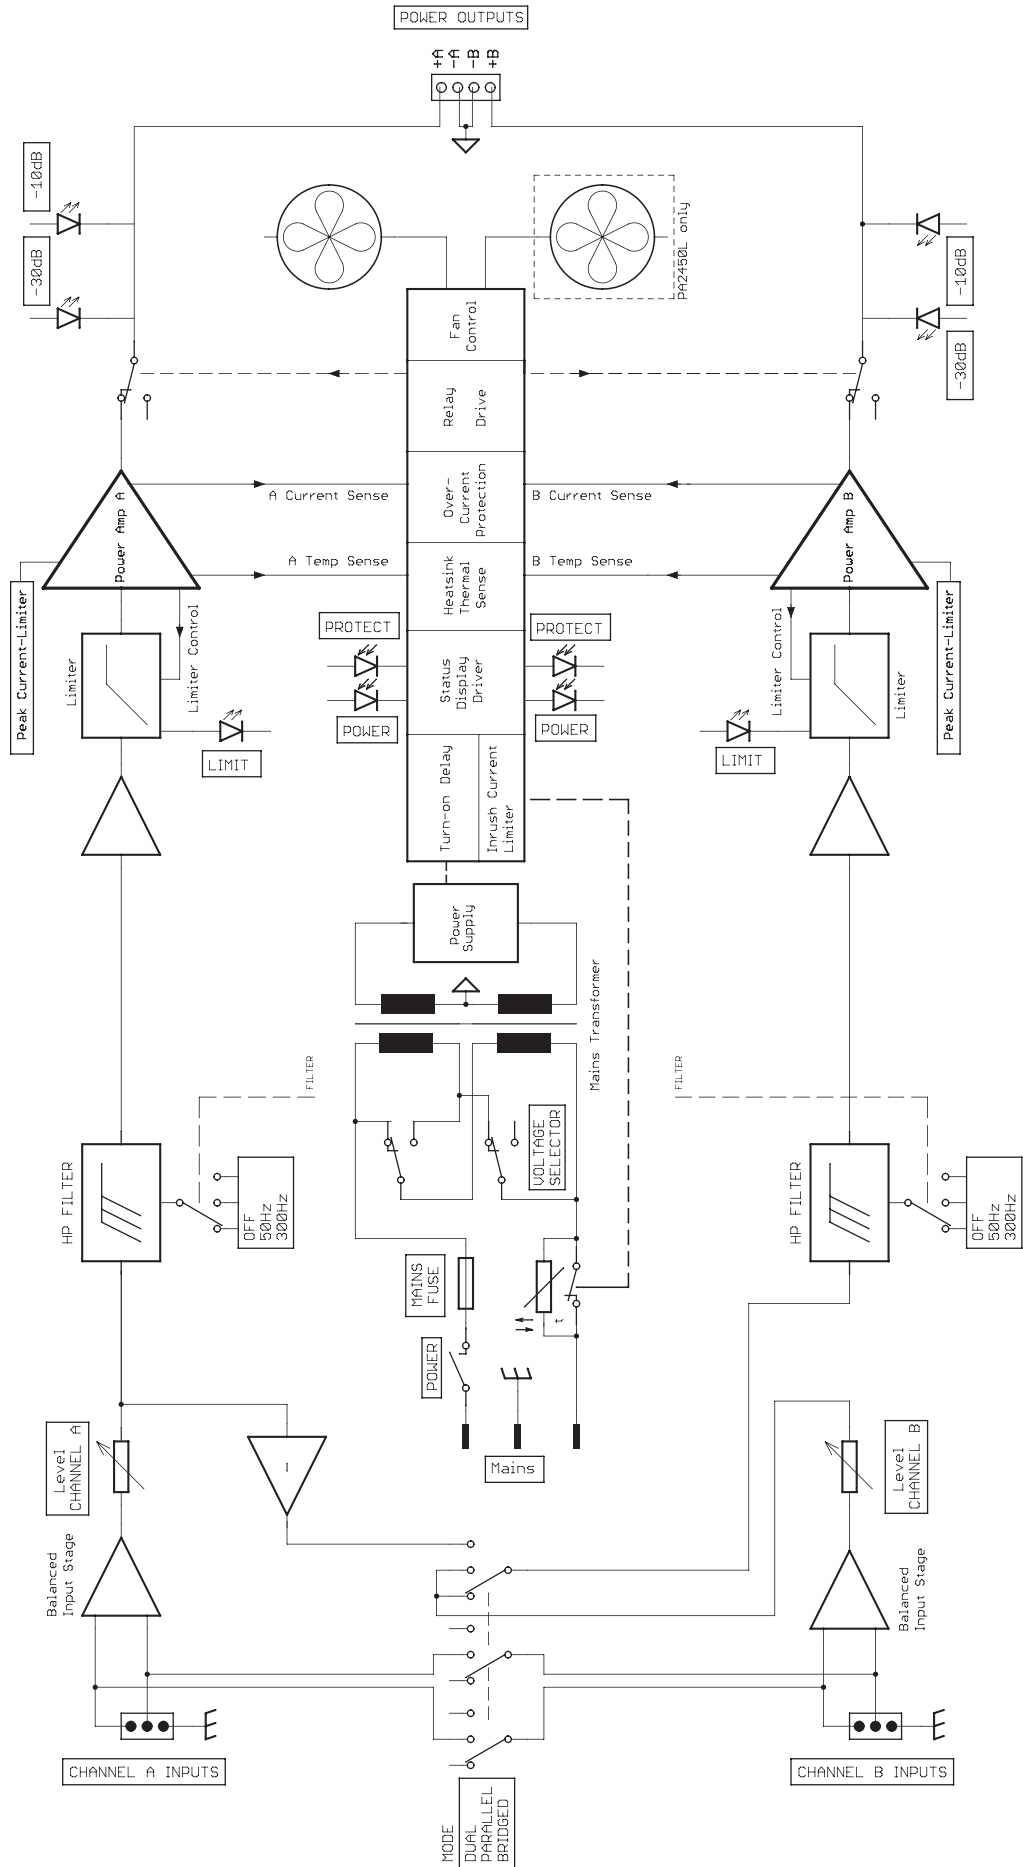 POWER OUTPUTS
+A
-A
-B
+B
-10dB
-30dB
-10dB
-30dB
PA2450L only
Fan
Control
Relay
Drive
Over-
Current
Protection
Heatsink
Thermal
Sense
Status
Display
Driver
Turn-on Delay
Inrush Current
Limiter
A Current Sense
B Current Sense
A Temp Sense
B Temp Sense
Power Amp A
Power Amp B
Peak Current-Limiter
Peak Current-Limiter
Limiter
Limiter Control
Limiter Control
Limiter
PROTECT
PROTECT
POWER
POWER
LIMIT
LIMIT
Power
Supply
Mains Transformer
FILTER
FILTER
HP FILTER
OFF
50Hz
300Hz
VOLTAGE
SELECTOR
HP FILTER
OFF
50Hz
300Hz
MAINS
FUSE
t
POWER
Mains
Level
CHANNEL A
Level
CHANNEL B
-
Balanced
Input Stage
Balanced
Input Stage
CHANNEL A INPUTS
CHANNEL B INPUTS
MODE
DUAL
PARALLEL
BRIDGED